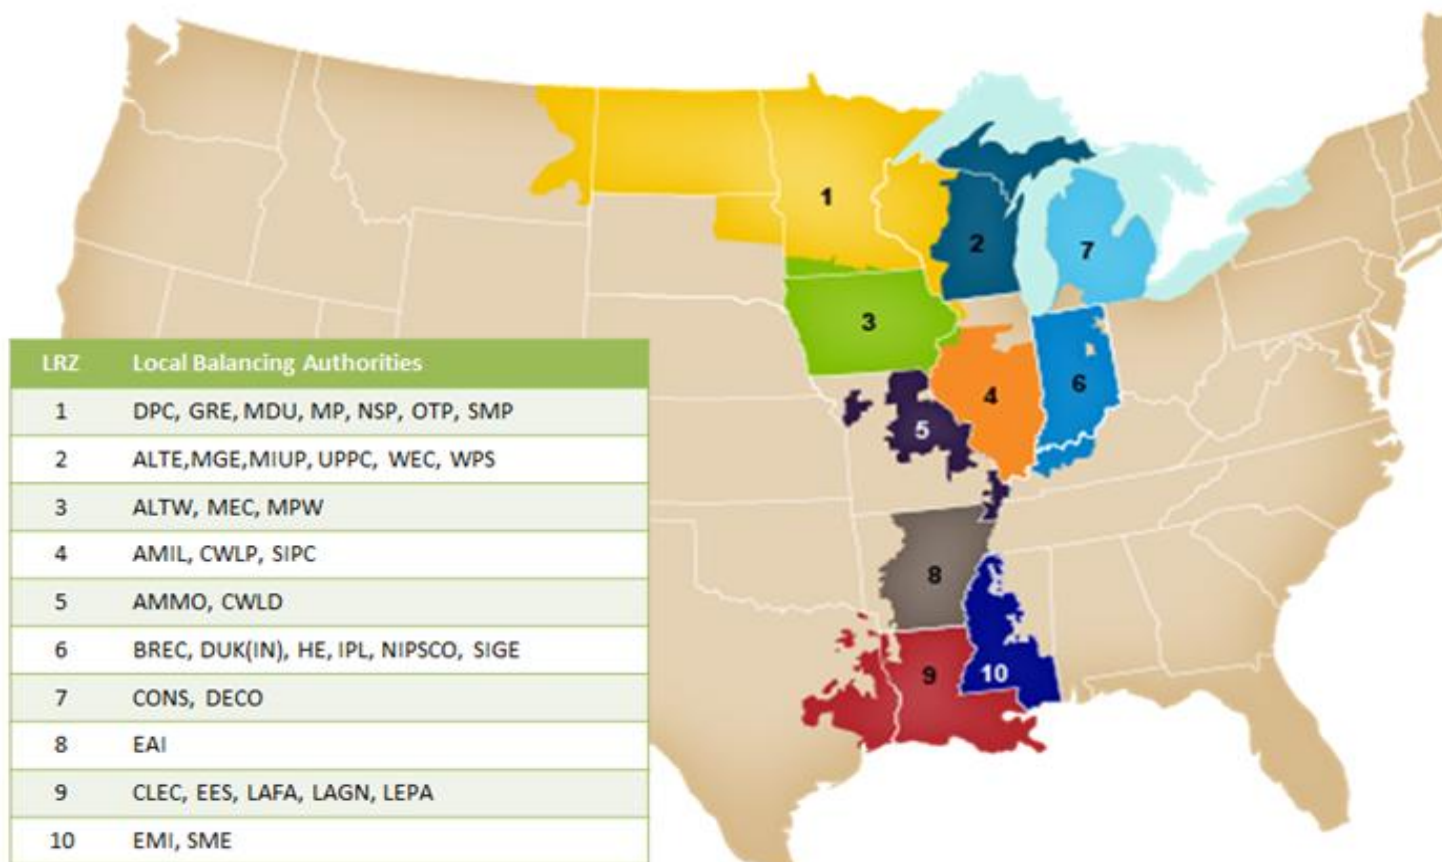 1
2
7
3
4
6
5
8
9
10
LRZ Local Balancing Authorities
1 DPC, GRE, MDU, MP, NSP, OTP, SMP
2 ALTE,MGE,MIUP, UPPC, WEC, WPS
3 ALTW, MEC, MPW
4 AMIL, CWLP, SIPC
5 AMMO, CWLD
6 BREC, DUK(IN), HE, IPL, NIPSCO, SIGE
7 CONS, DECO
8 EAI
9 CLEC, EES, LAFA, LAGN, LEPA
10 EMI, SME